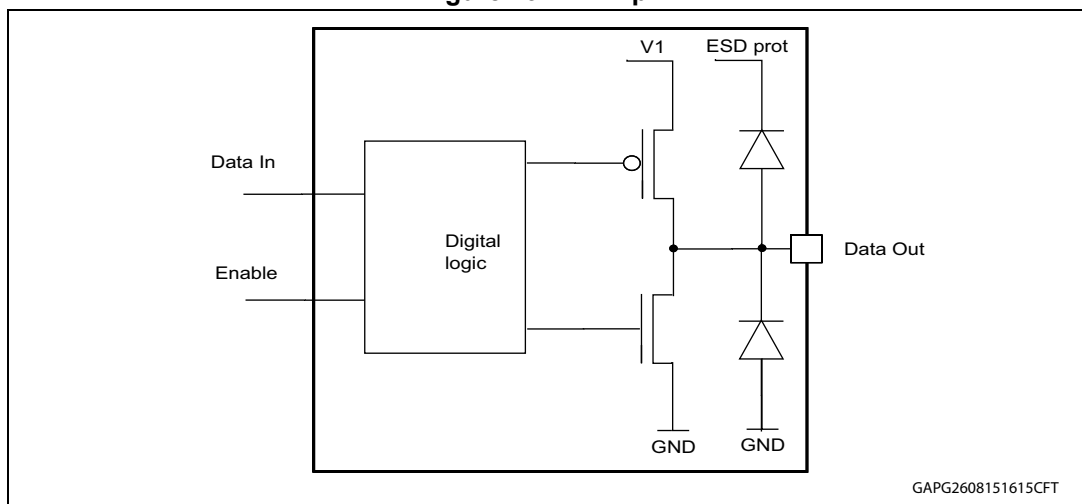 V1
ESD prot
Data In
Digital
logic
Data Out
Enable
GND
GND
GAPG2608151615CFT